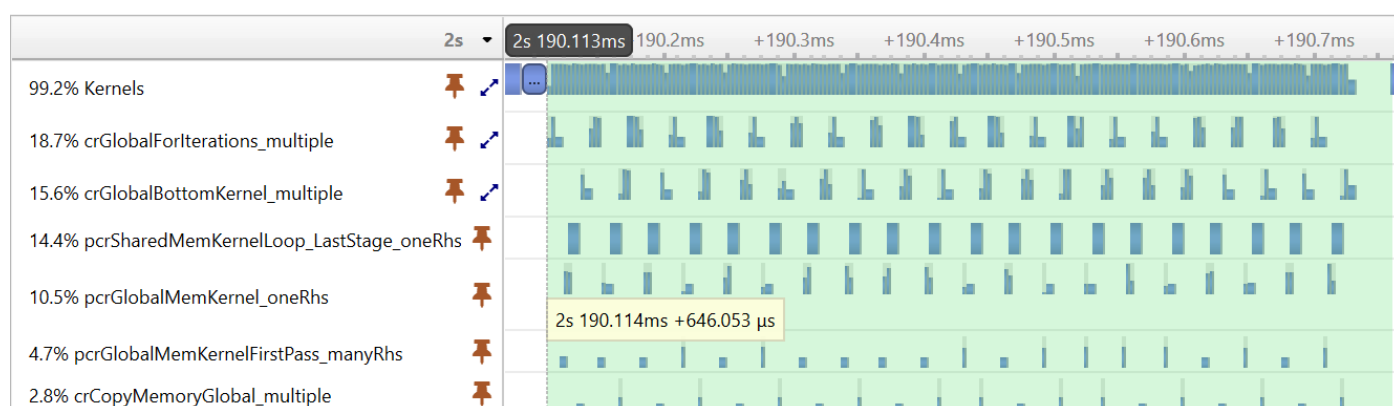 2s 2s 190.113ms 190.2ms +190.3ms +190.4ms +190.5ms +190.6ms +190.7ms
99.2% Kernels ...
18.7% crGlobalForIterations_multiple
15.6% crGlobalBottomKernel_multiple
14.4% pcrSharedMemKernelLoop_LastStage_oneRhs
10.5% pcrGlobalMemKernel_oneRhs
2s 190.114ms +646.053 µs
4.7% pcrGlobalMemKernelFirstPass_manyRhs
2.8% crCopyMemoryGlobal_multiple